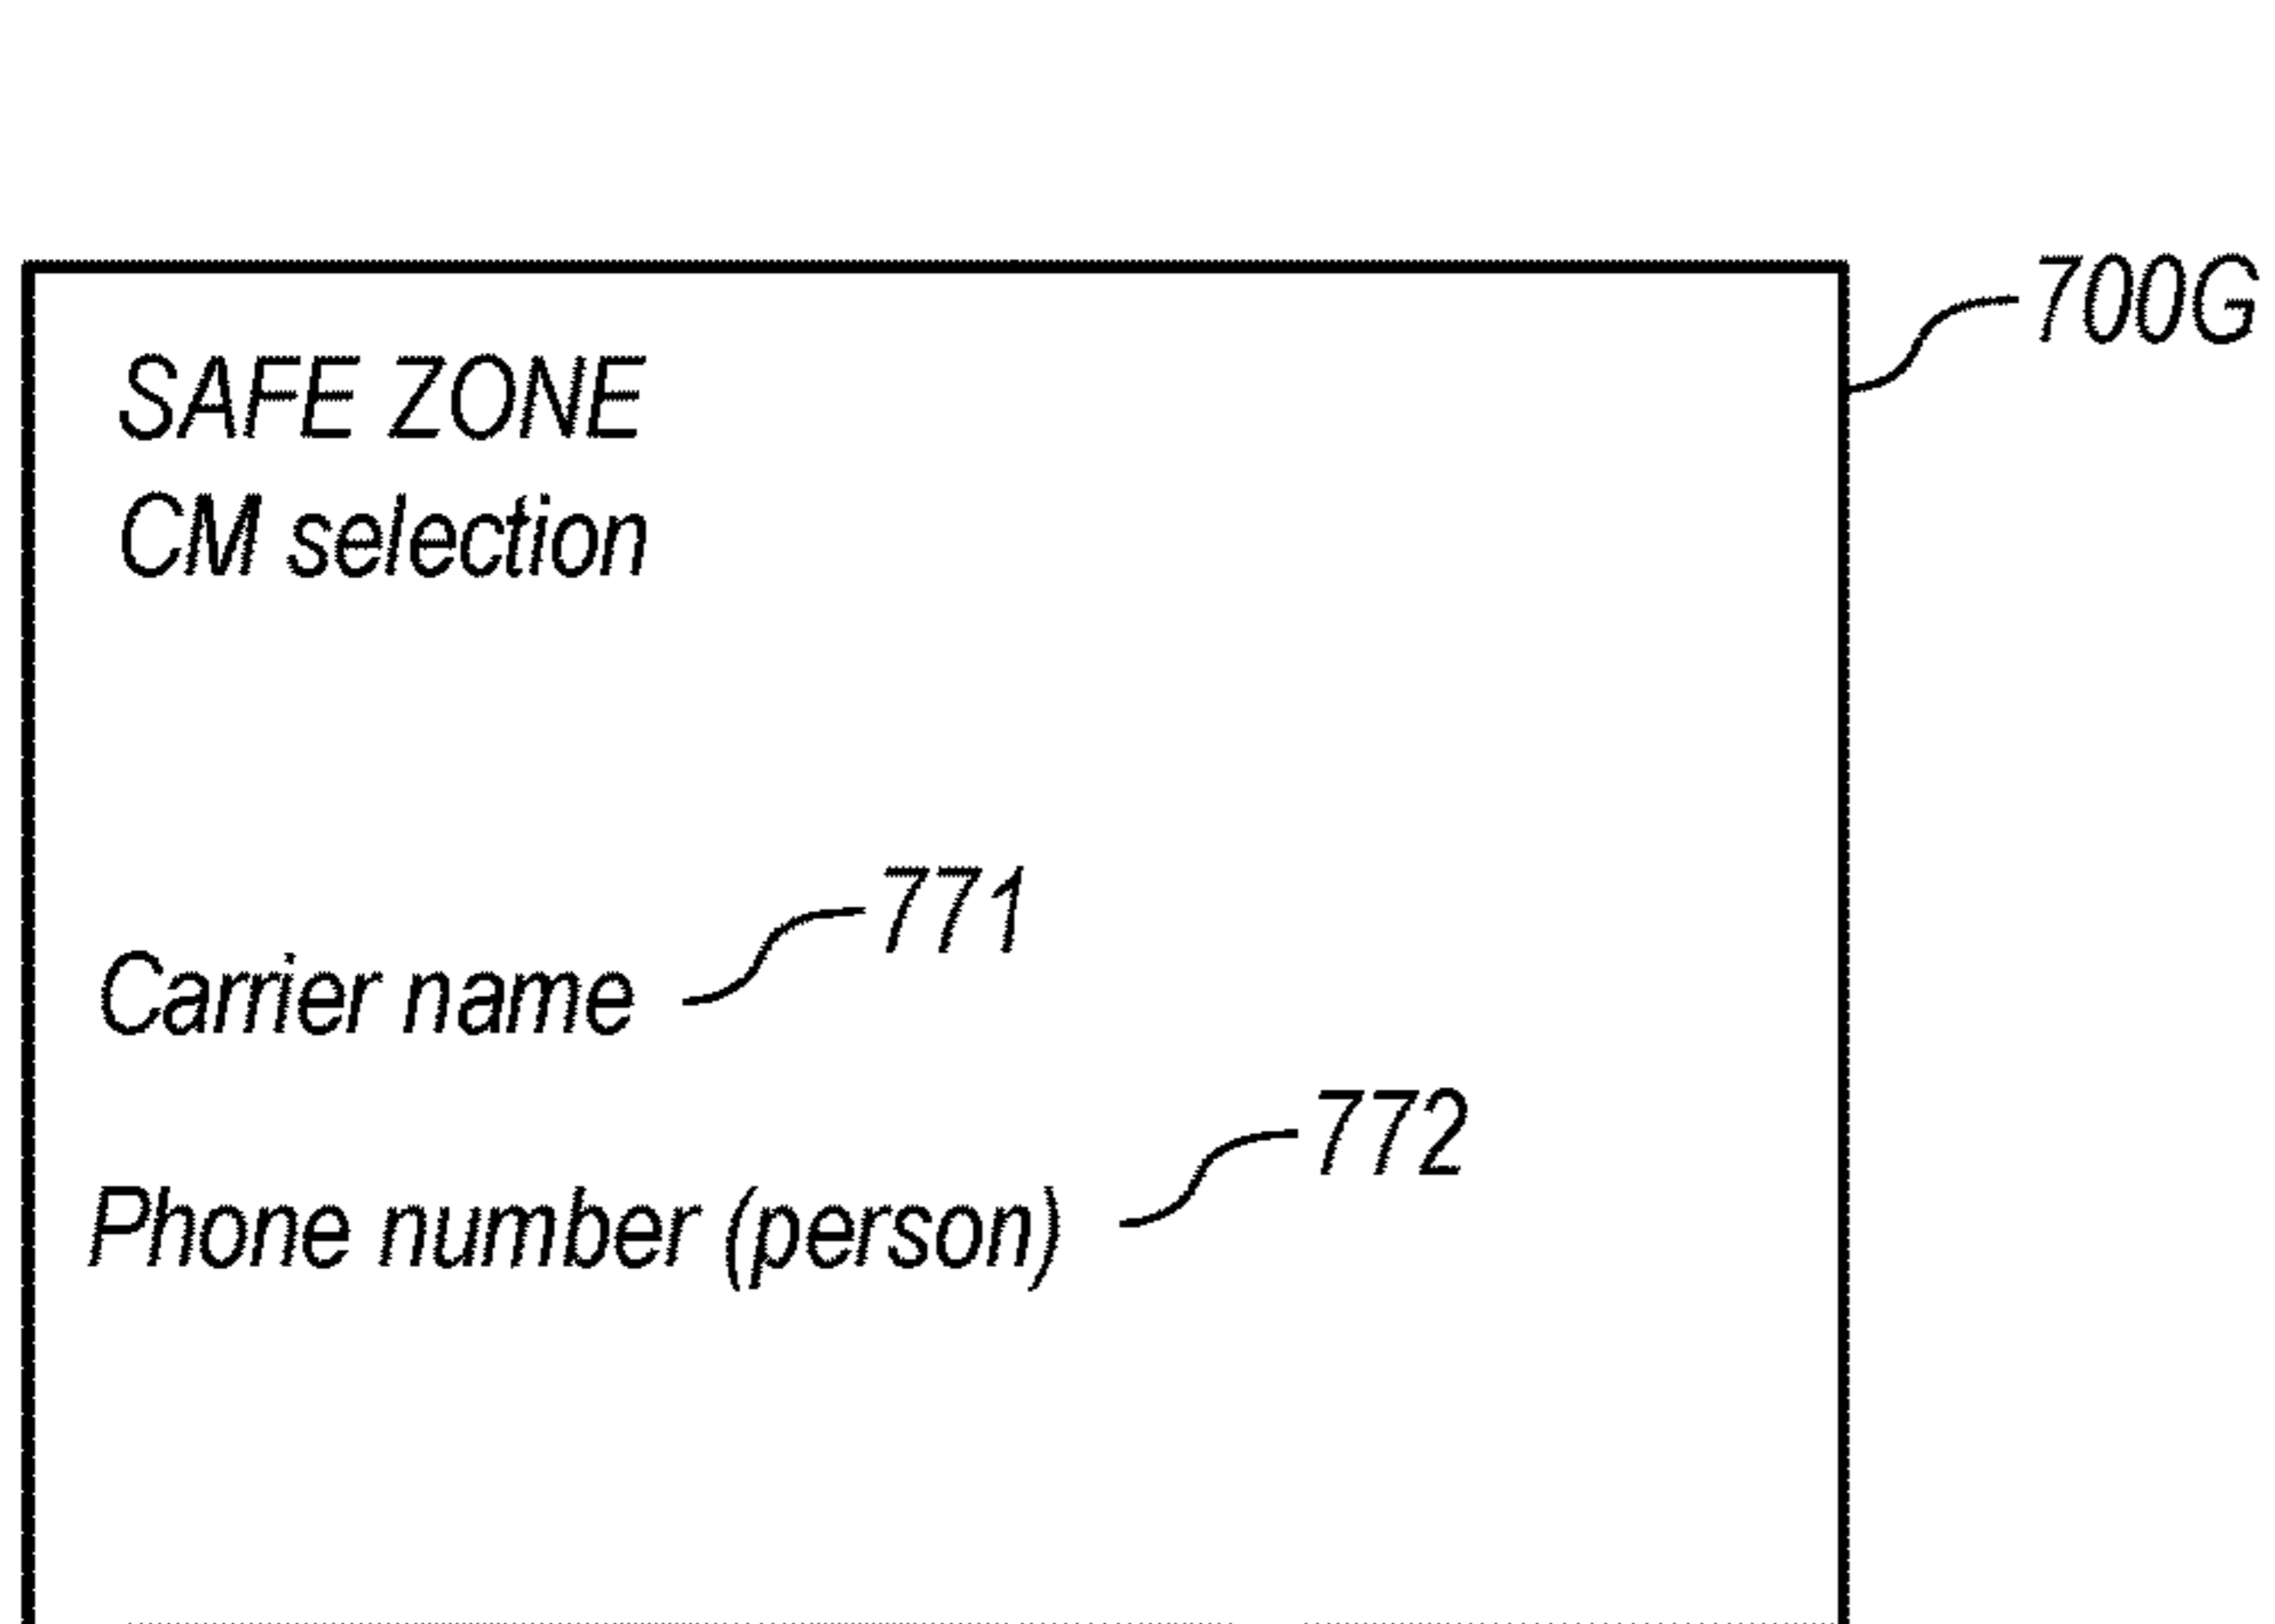 700G
SAFE ZONE
CM selection
771
Carrier name
772
Phone number (person)